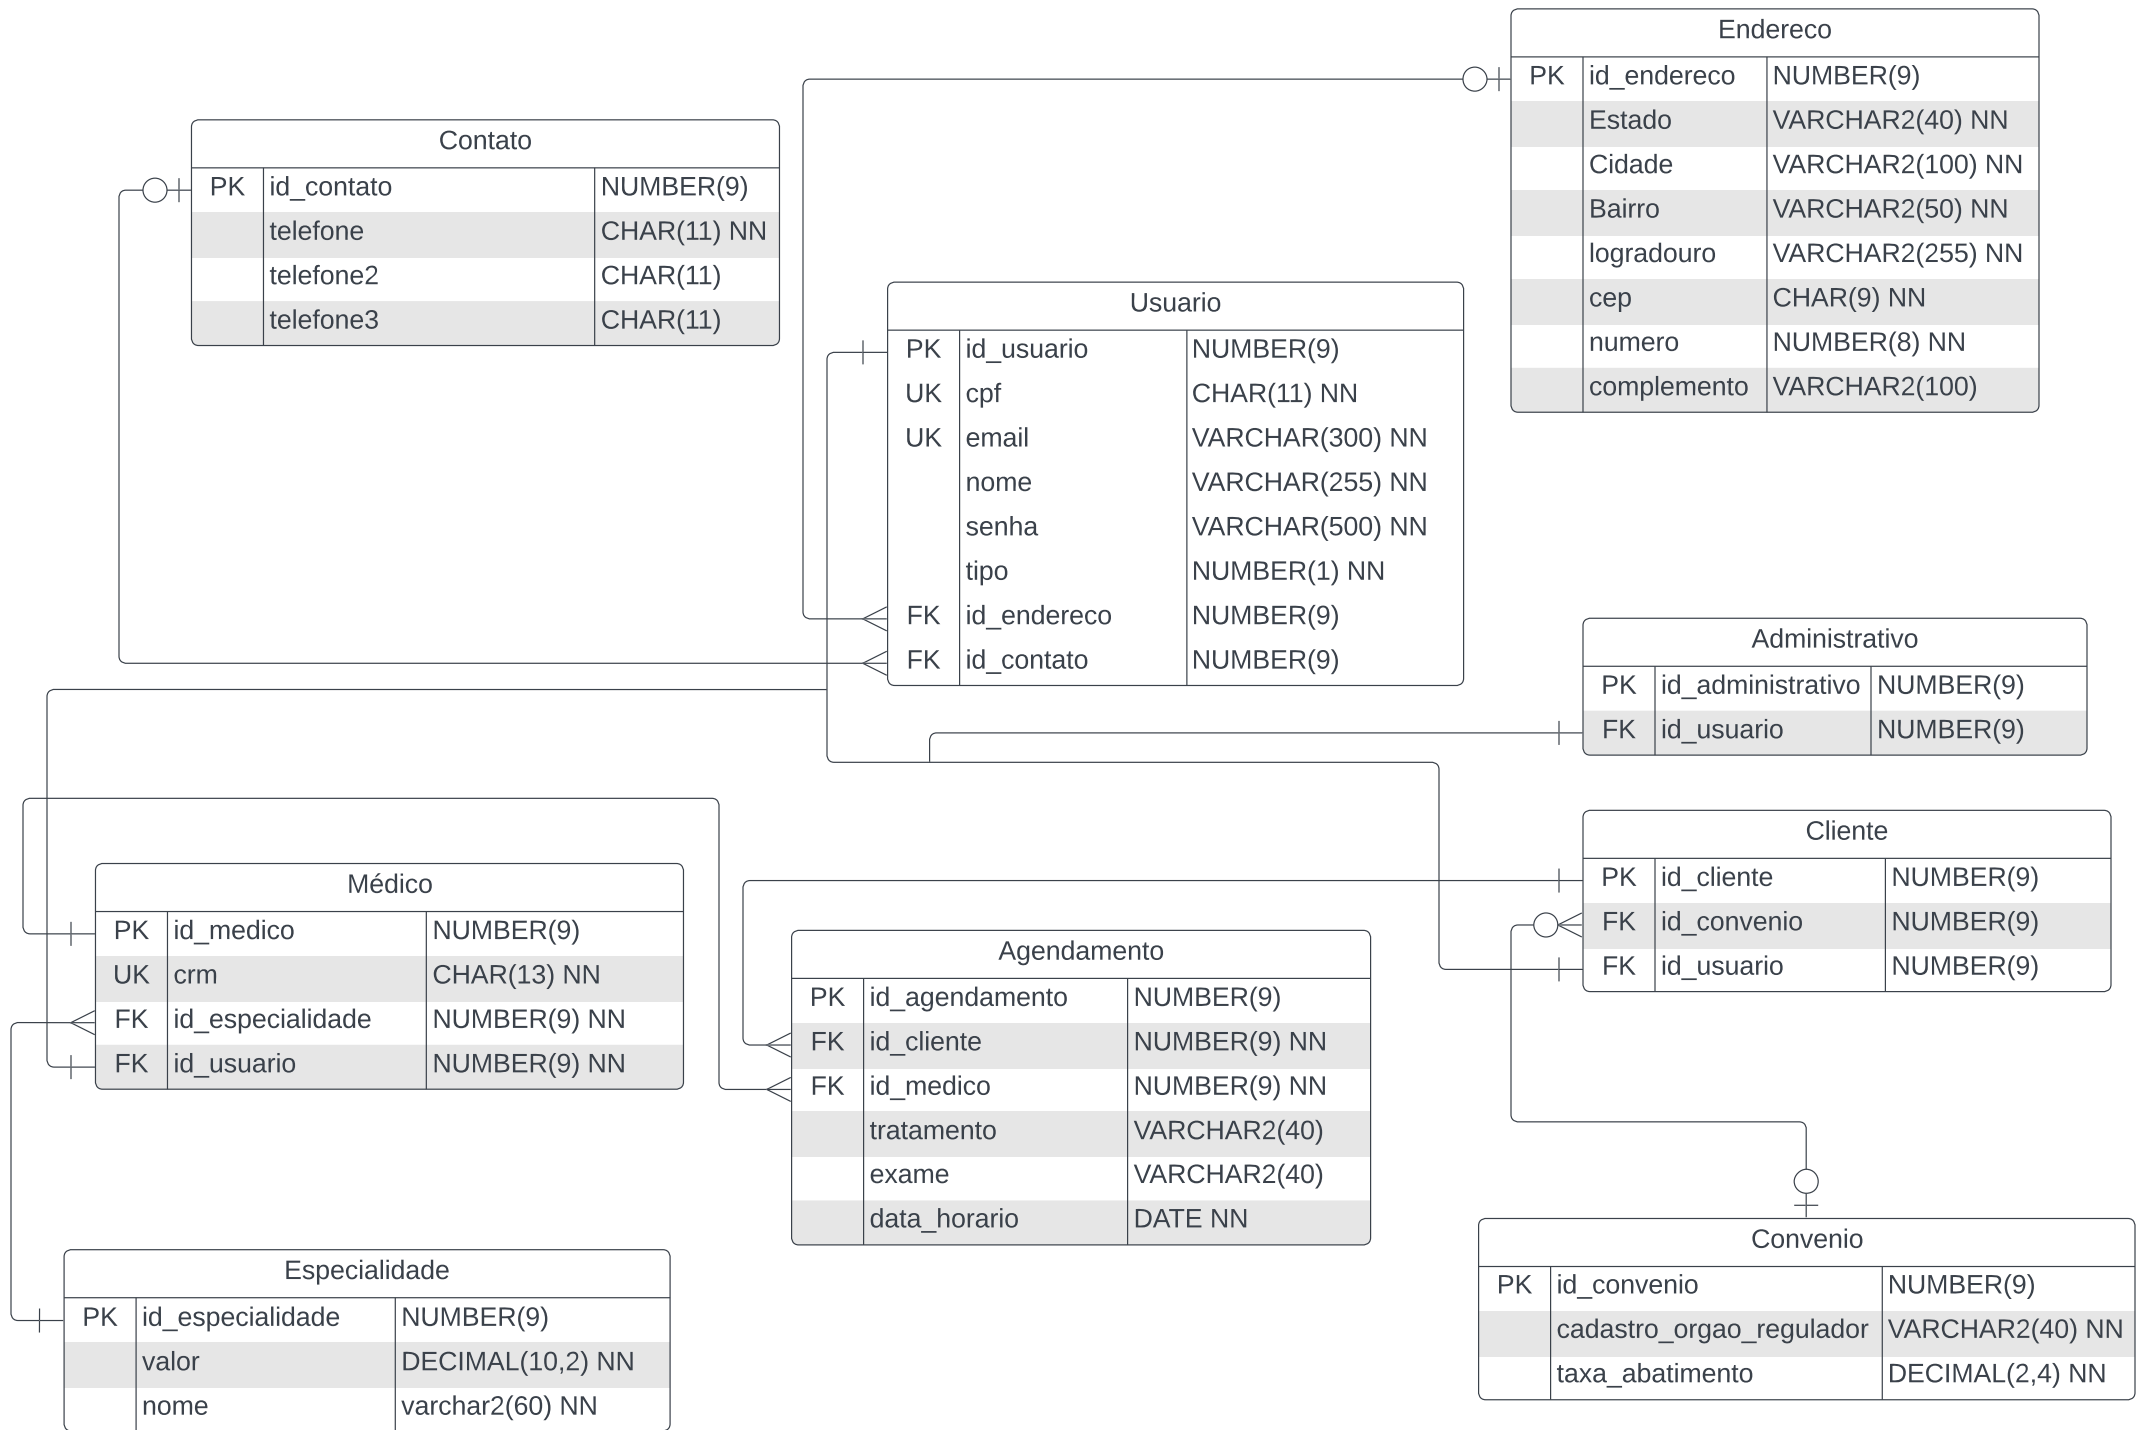 Endereco
PK id_endereco NUMBER(9)
Estado VARCHAR2(40) NN
Cidade VARCHAR2(100) NN
Bairro VARCHAR2(50) NN
logradouro VARCHAR2(255) NN
cep CHAR(9) NN
numero NUMBER(8) NN
complemento VARCHAR2(100)
Contato
PK id_contato NUMBER(9)
telefone CHAR(11) NN
telefone2 CHAR(11)
telefone3 CHAR(11)
Usuario
PK id_usuario NUMBER(9)
UK cpf CHAR(11) NN
UK email VARCHAR(300) NN
nome VARCHAR(255) NN
senha VARCHAR(500) NN
tipo NUMBER(1) NN
FK id_endereco NUMBER(9)
FK id_contato NUMBER(9)
Administrativo
PK id_administrativo NUMBER(9)
FK id_usuario NUMBER(9)
Cliente
PK id_cliente NUMBER(9)
FK id_convenio NUMBER(9)
FK id_usuario NUMBER(9)
Médico
PK id_medico NUMBER(9)
UK crm CHAR(13) NN
FK id_especialidade NUMBER(9) NN
FK id_usuario NUMBER(9) NN
Agendamento
PK id_agendamento NUMBER(9)
FK id_cliente NUMBER(9) NN
FK id_medico NUMBER(9) NN
tratamento VARCHAR2(40)
exame VARCHAR2(40)
data_horario DATE NN
Especialidade
PK id_especialidade NUMBER(9)
valor DECIMAL(10,2) NN
nome varchar2(60) NN
Convenio
PK id_convenio NUMBER(9)
cadastro_orgao_regulador VARCHAR2(40) NN
taxa_abatimento DECIMAL(2,4) NN